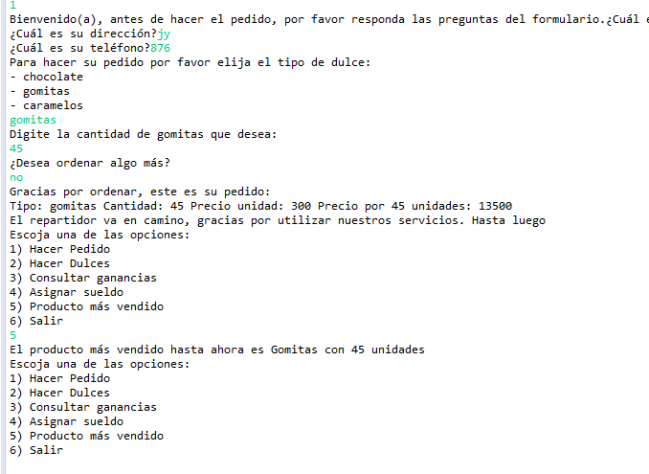 1
Bienvenido(a), antes de hacer el pedido, por favor responda las preguntas del formulario.¿Cuál
¿Cuál es su dirección?jy
¿Cuál es su teléfono?876
Para hacer su pedido por favor elija el tipo de dulce:
- chocolate
- gomitas
- caramelos
gomitas
Digite la cantidad de gomitas que desea:
45
¿Desea ordenar algo más?
no
Gracias por ordenar, este es su pedido:
Tipo: gomitas Cantidad: 45 Precio unidad: 300 Precio por 45 unidades: 13500
El repartidor va en camino, gracias por utilizar nuestros servicios. Hasta luego
Escoja una de las opciones:
1) Hacer Pedido
2) Hacer Dulces
3) Consultar ganancias
4) Asignar sueldo
5) Producto más vendido
6) Salir
5
El producto más vendido hasta ahora es Gomitas con 45 unidades
Escoja una de las opciones:
1) Hacer Pedido
2) Hacer Dulces
3) Consultar ganancias
4) Asignar sueldo
5) Producto más vendido
6) Salir